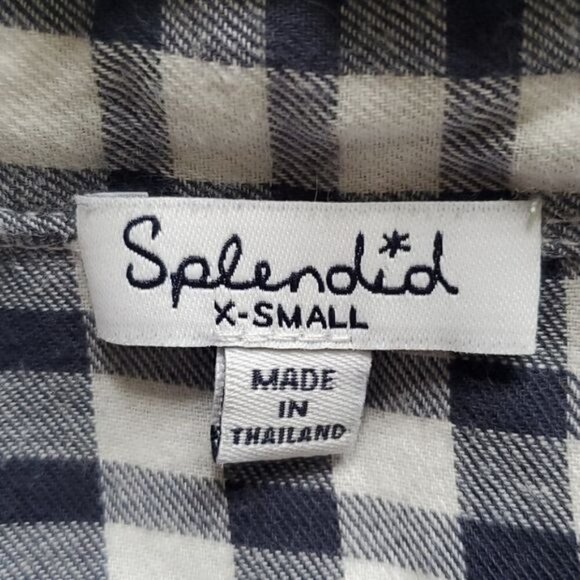 Splendid
X-SMALL
MADE
IN
THAILAND